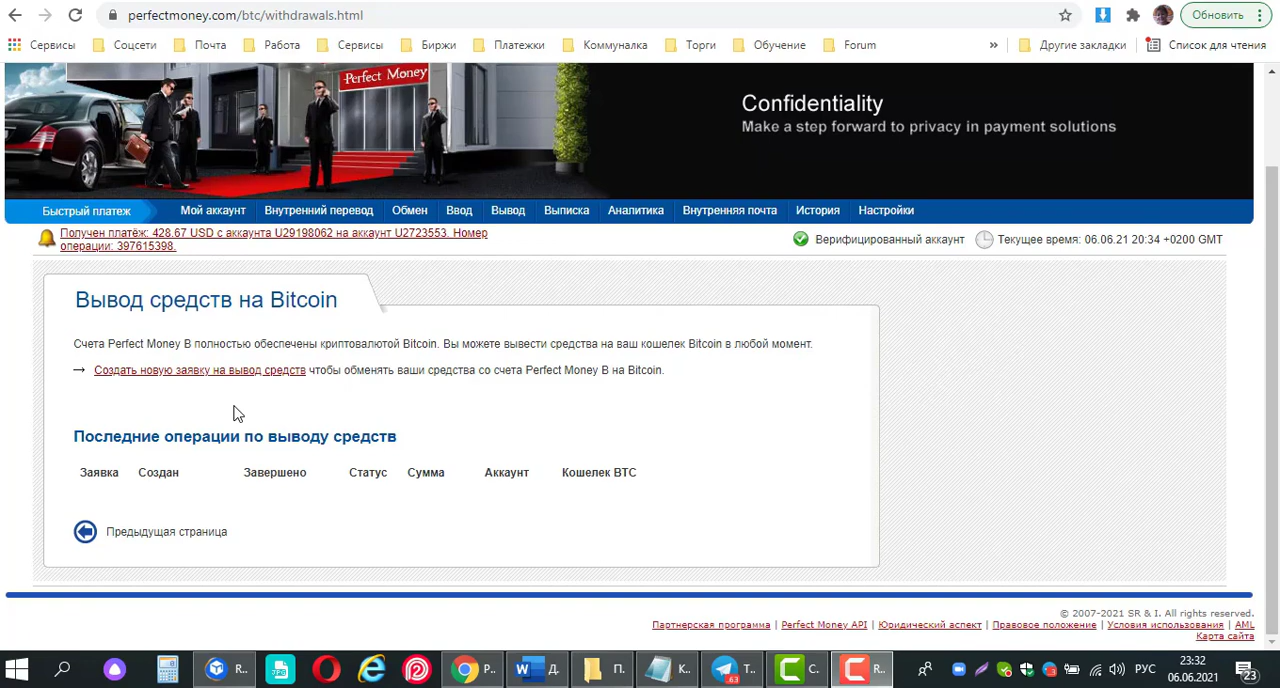 perfectmoney.com/btc/withdrawals.html
Обновить
Сервисы Соцсети Почта Работа Сервисы Биржи Платежки Коммуналка Торги Обучение Forum » Другие закладки Список для чтения
Perfect Money
Confidentiality
Make a step forward to privacy in payment solutions
Быстрый платеж Мой аккаунт Внутренний перевод Обмен Ввод Вывод Выписка Аналитика Внутренняя почта История Настройки
Получен платёж: 428.67 USD с аккаунта U29198062 на аккаунт U2723553. Номер
операции: 397615398.
Верифицированный аккаунт Текущее время: 06.06.21 20:34 +0200 GMT
Вывод средств на Bitcoin
Счета Perfect Money B полностью обеспечены криптовалютой Bitcoin. Вы можете вывести средства на ваш кошелек Bitcoin в любой момент.
→ Создать новую заявку на вывод средств чтобы обменять ваши средства со счета Perfect Money B на Bitcoin.
Последние операции по выводу средств
Заявка Создан Завершено Статус Сумма Аккаунт Кошелек BTC
Предыдущая страница
© 2007-2021 SR & I. All rights reserved.
Партнерская программа | Perfect Money API | Юридический аспект | Правовое положение | Условия использования | AML
Карта сайта
R.. P.. Д. П. К.. Т.. .63 С.. R.. РУС 23:32
06.06.2021 23